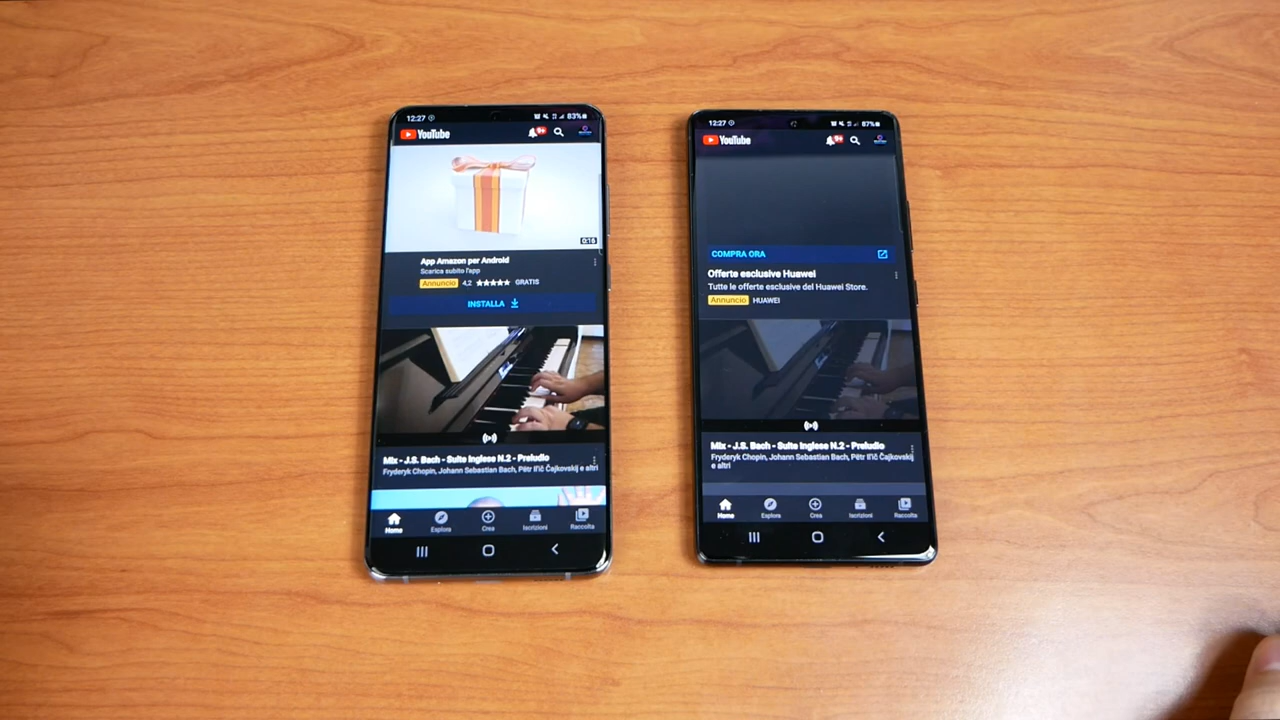 12:27
83%
YouTube
9+
0:16
App Amazon per Android
Scarica subito l'app
Annuncio 4,2 ★★★★★ GRATIS
INSTALLA
Mix - J.S. Bach - Suite Inglese N.2 - Preludio
Fryderyk Chopin, Johann Sebastian Bach, Pëtr Il'ič Čajkovskij e altri
Home Esplora Crea Iscrizioni Raccolta
12:27
87%
YouTube
9+
COMPRA ORA
Offerte esclusive Huawei
Tutte le offerte esclusive del Huawei Store.
Annuncio HUAWEI
Mix - J.S. Bach - Suite Inglese N.2 - Preludio
Fryderyk Chopin, Johann Sebastian Bach, Pëtr Il'ič Čajkovskij
e altri
Home Esplora Crea Iscrizioni Raccolta